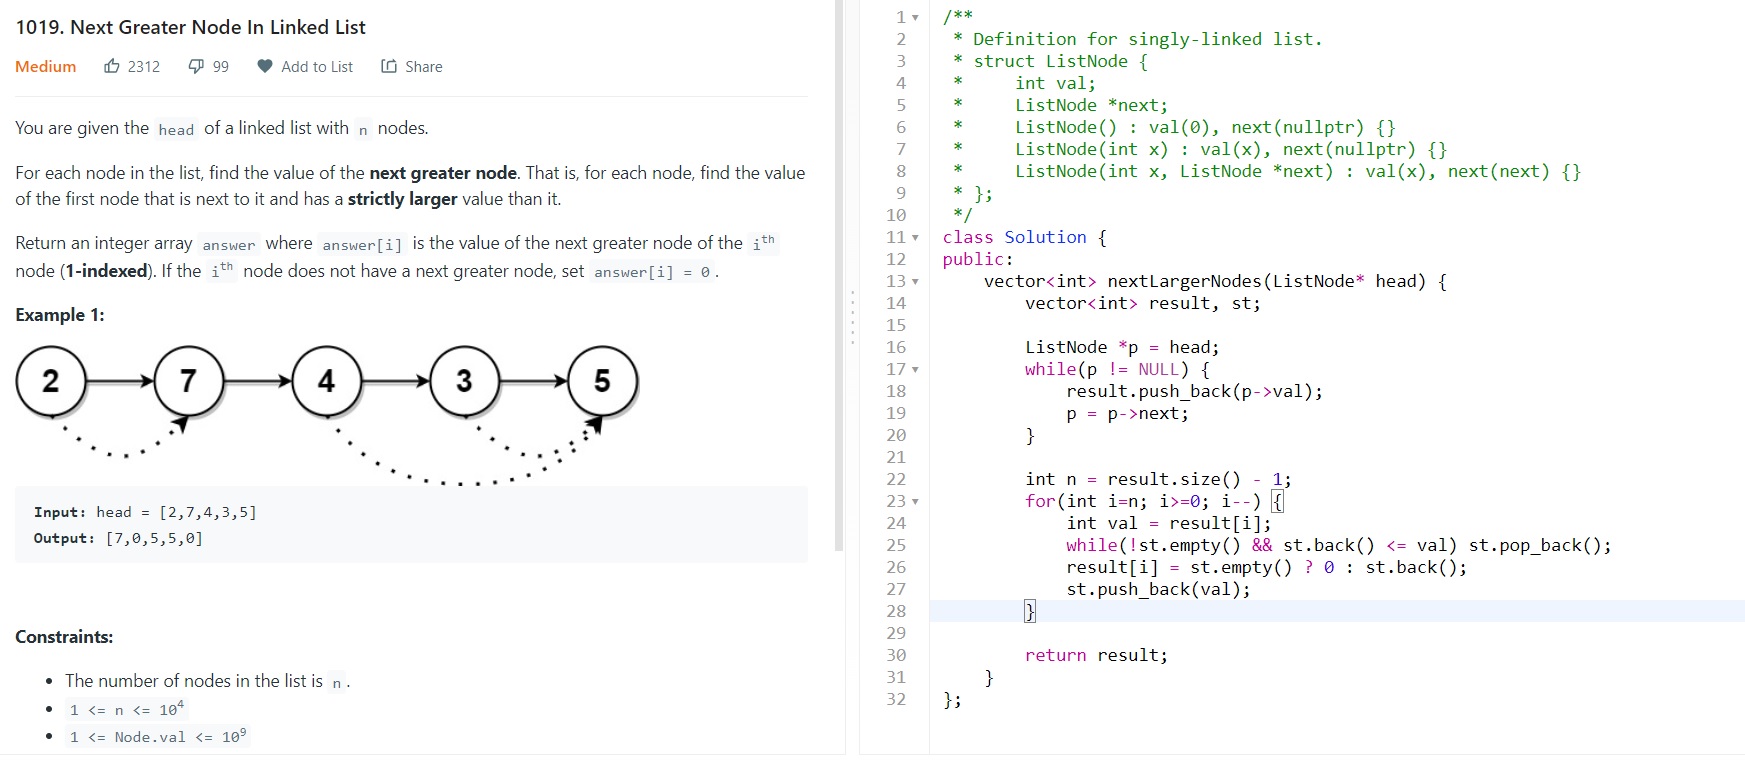 1019. Next Greater Node In Linked List
Medium 2312 99 Add to List Share
You are given the head of a linked list with n nodes.
For each node in the list, find the value of the next greater node. That is, for each node, find the value
of the first node that is next to it and has a strictly larger value than it.
Return an integer array answer where answer[i] is the value of the next greater node of the ith
node (1-indexed). If the ith node does not have a next greater node, set answer[i] = 0 .
Example 1:
2 7 4 3 5
Input: head = [2,7,4,3,5]
Output: [7,0,5,5,0]
Constraints:
• The number of nodes in the list is n .
• 1 <= n <= 10^4
• 1 <= Node.val <= 10^9
1 /**
2  * Definition for singly-linked list.
3  * struct ListNode {
4  *     int val;
5  *     ListNode *next;
6  *     ListNode() : val(0), next(nullptr) {}
7  *     ListNode(int x) : val(x), next(nullptr) {}
8  *     ListNode(int x, ListNode *next) : val(x), next(next) {}
9  * };
10  */
11 class Solution {
12 public:
13     vector<int> nextLargerNodes(ListNode* head) {
14         vector<int> result, st;
15
16         ListNode *p = head;
17         while(p != NULL) {
18             result.push_back(p->val);
19             p = p->next;
20         }
21
22         int n = result.size() - 1;
23         for(int i=n; i>=0; i--) {
24             int val = result[i];
25             while(!st.empty() && st.back() <= val) st.pop_back();
26             result[i] = st.empty() ? 0 : st.back();
27             st.push_back(val);
28         }
29
30         return result;
31     }
32 };